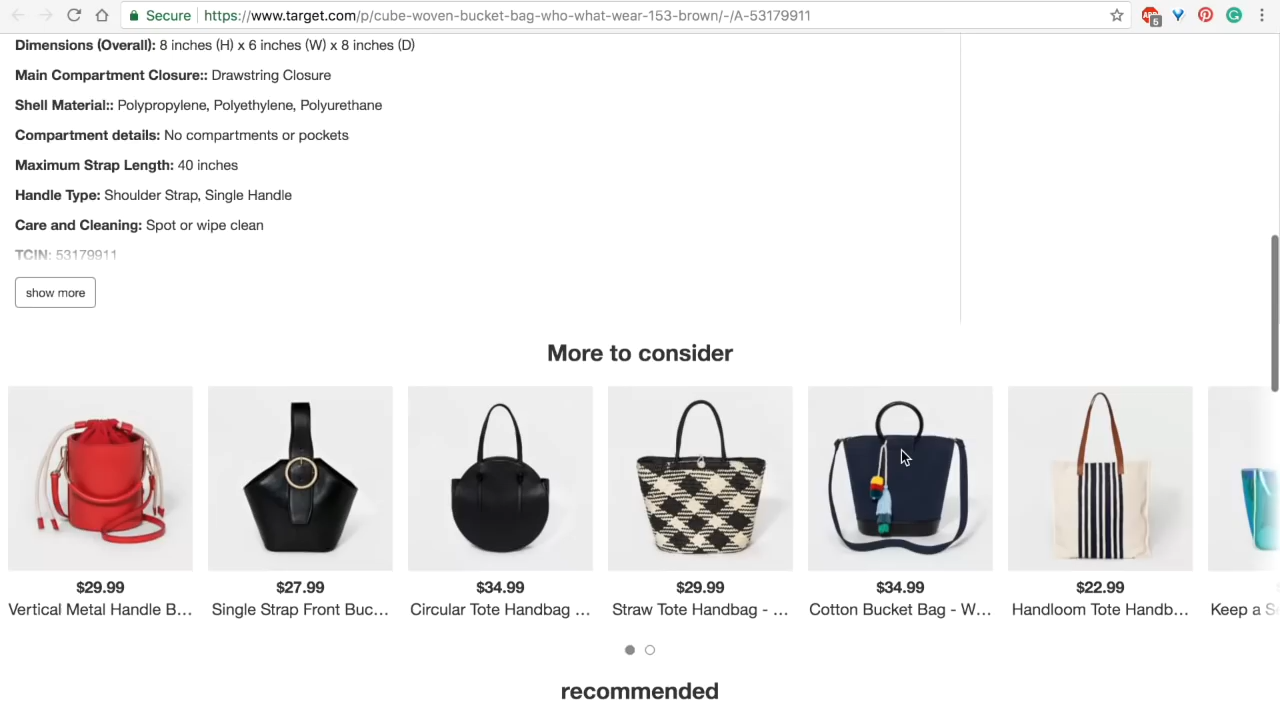 Secure
https://www.target.com/p/cube-woven-bucket-bag-who-what-wear-153-brown/-/A-53179911
ABP
6
Dimensions (Overall): 8 inches (H) x 6 inches (W) x 8 inches (D)
Main Compartment Closure:: Drawstring Closure
Shell Material:: Polypropylene, Polyethylene, Polyurethane
Compartment details: No compartments or pockets
Maximum Strap Length: 40 inches
Handle Type: Shoulder Strap, Single Handle
Care and Cleaning: Spot or wipe clean
TCIN: 53179911
show more
More to consider
$29.99 $27.99 $34.99 $29.99 $34.99 $22.99
Vertical Metal Handle B... Single Strap Front Buc... Circular Tote Handbag ... Straw Tote Handbag - ... Cotton Bucket Bag - W... Handloom Tote Handb... Keep a S
recommended